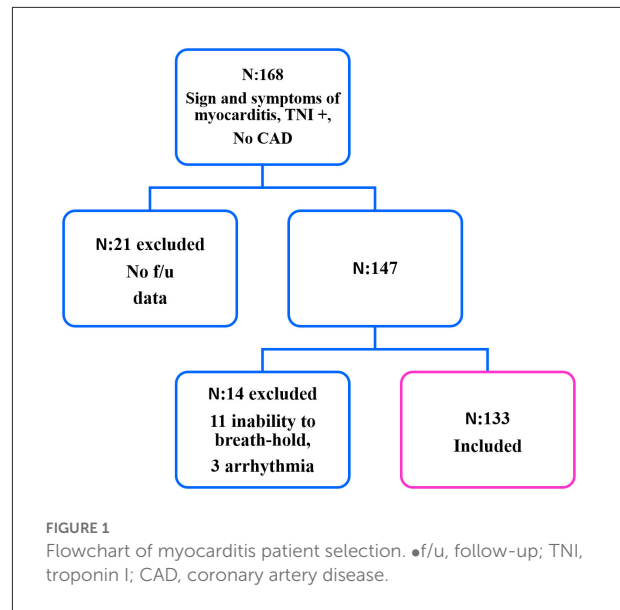 N:168
Sign and symptoms of
myocarditis, TNI +,
No CAD
N:21 excluded
No f/u
data
N:147
N:14 excluded
11 inability to
breath-hold,
3 arrhythmia
N:133
Included
FIGURE 1
Flowchart of myocarditis patient selection. •f/u, follow-up; TNI,
troponin I; CAD, coronary artery disease.